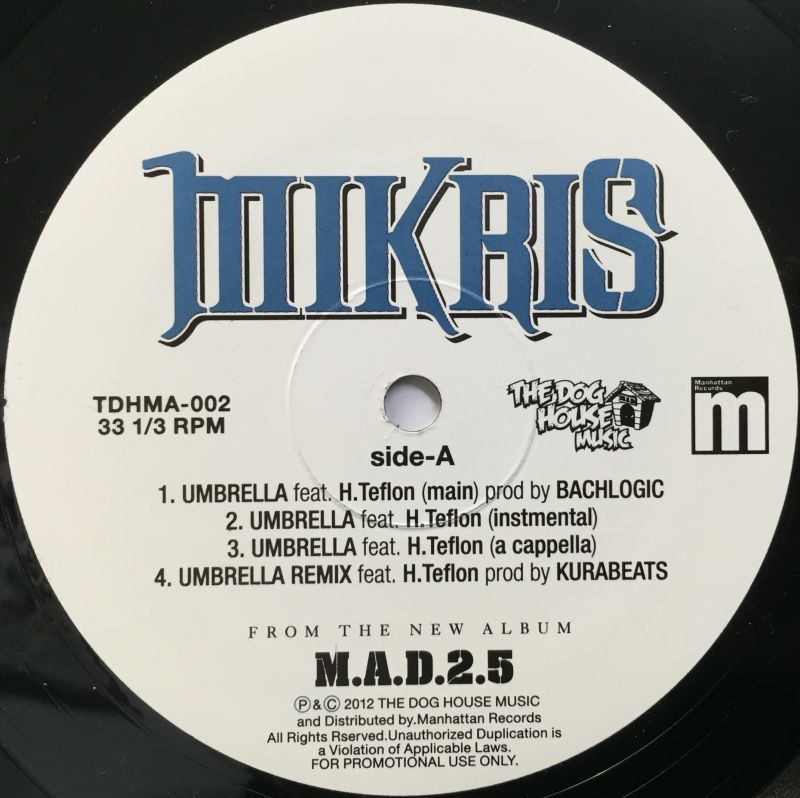 MIKRIS
TDHMA-002
33 1/3 RPM
THE DOG
HOUSE
MUSIC
Manhattan
Records
m
side-A
1. UMBRELLA feat. H.Teflon (main) prod by BACHLOGIC
2. UMBRELLA feat. H.Teflon (instmental)
3. UMBRELLA feat. H.Teflon (a cappella)
4. UMBRELLA REMIX feat. H.Teflon prod by KURABEATS
FROM THE NEW ALBUM
M.A.D.2.5
Ⓟ & Ⓒ 2012 THE DOG HOUSE MUSIC
and Distributed by.Manhattan Records
All Rights Rserved.Unauthorized Duplication is
a Violation of Applicable Laws.
FOR PROMOTIONAL USE ONLY.